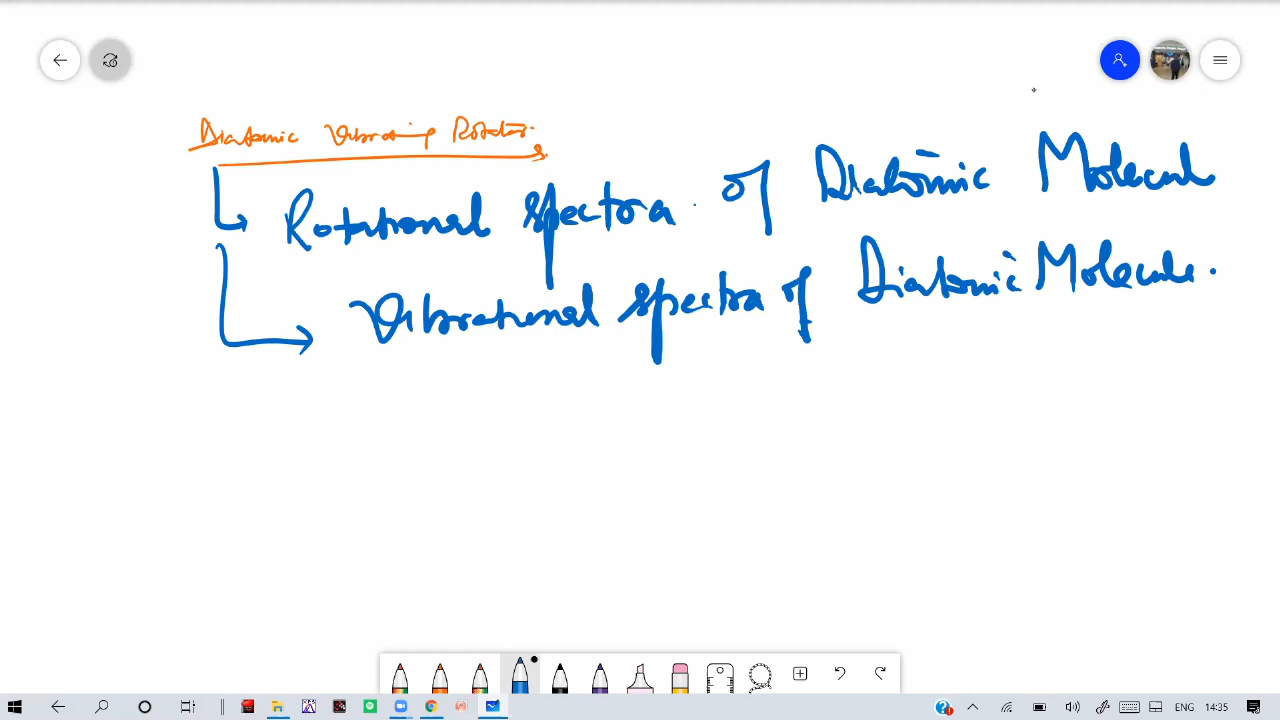 Diatomic Vibrating Rotator.
Rotational spectra of Diatomic Molecule
Vibrational spectra of Diatomic Molecule.
ENG 14:35